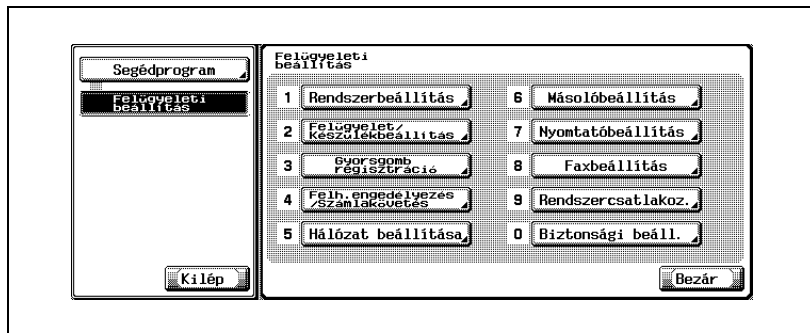 Segédprogram
Felügyeleti
beállítás
Kilép
Felügyeleti
beállítás
1 Rendszerbeállítás
2 Felügyelet/
Készülékbeállítás
3 Gyorsgomb
regisztráció
4 Felh.engedélyezés
/Számlakövetés
5 Hálózat beállítása
6 Másolóbeállítás
7 Nyomtatóbeállítás
8 Faxbeállítás
9 Rendszercsatlakoz.
0 Biztonsági beáll.
Bezár